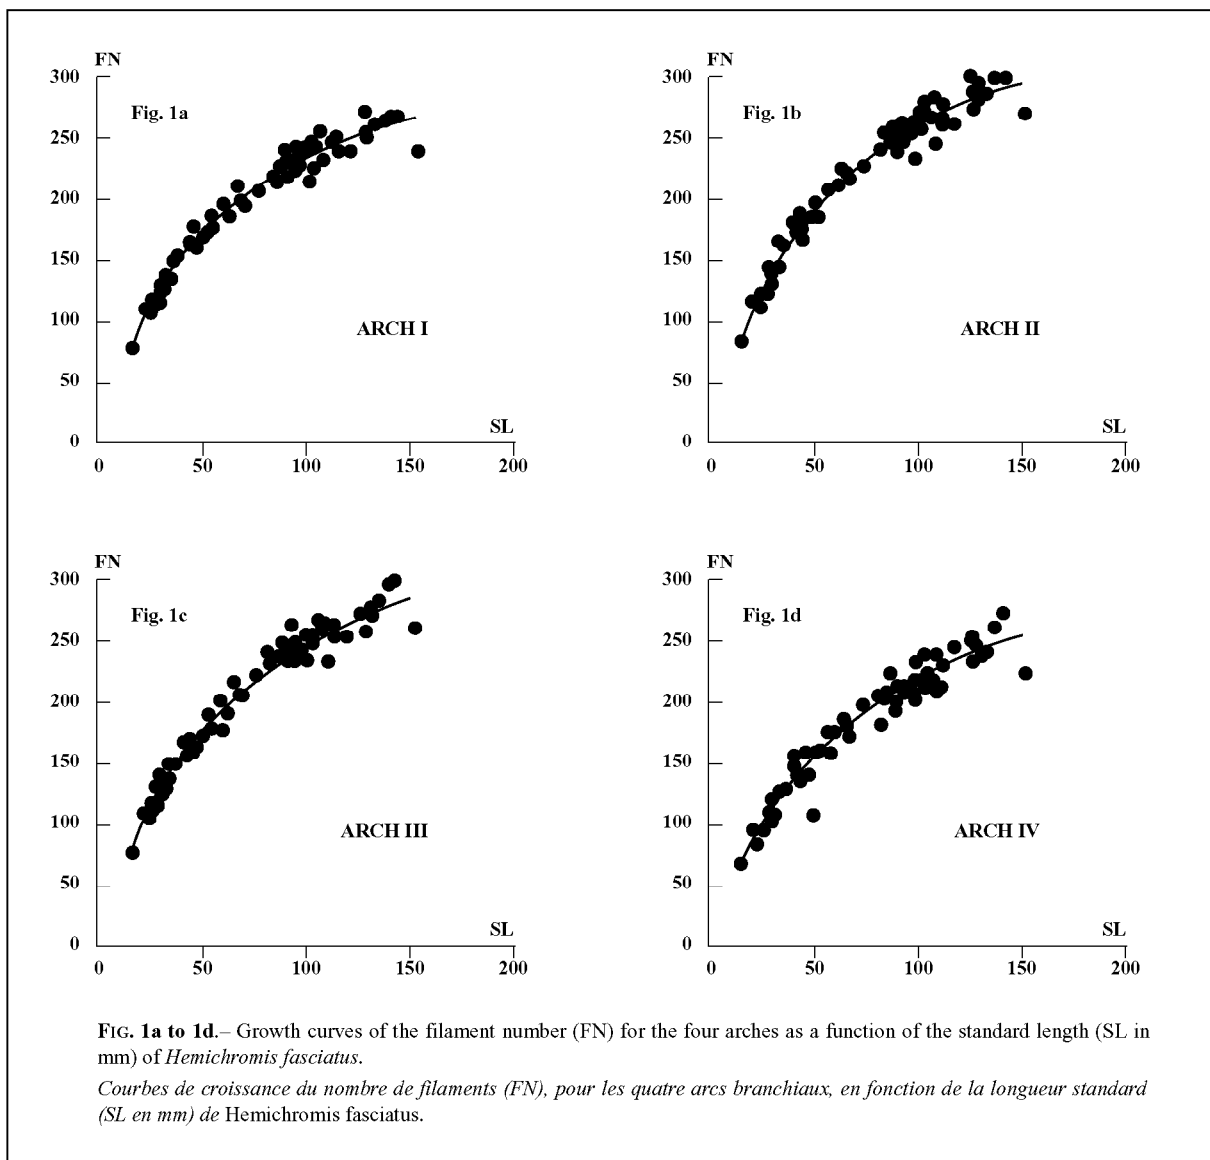 FN
300
Fig. 1a
250
200
150
100
ARCH I
50
SL
0
0 50 100 150 200
FN
300
Fig. 1b
250
200
150
100
ARCH II
50
SL
0
0 50 100 150 200
FN
300
Fig. 1c
250
200
150
100
ARCH III
50
SL
0
0 50 100 150 200
FN
300
Fig. 1d
250
200
150
100
ARCH IV
50
SL
0
0 50 100 150 200
FIG. 1a to 1d.– Growth curves of the filament number (FN) for the four arches as a function of the standard length (SL in
mm) of Hemichromis fasciatus.
Courbes de croissance du nombre de filaments (FN), pour les quatre arcs branchiaux, en fonction de la longueur standard
(SL en mm) de Hemichromis fasciatus.